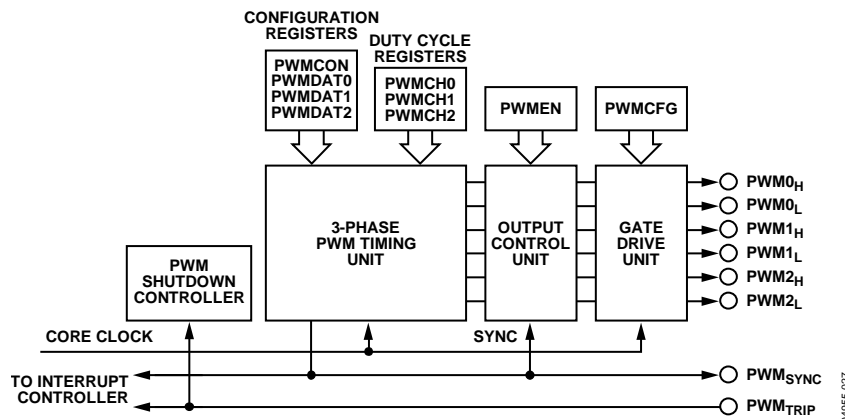 CONFIGURATION
REGISTERS
DUTY CYCLE
REGISTERS
PWMCON
PWMDAT0
PWMDAT1
PWMDAT2
PWMCH0
PWMCH1
PWMCH2
PWMEN
PWMCFG
3-PHASE
PWM TIMING
UNIT
OUTPUT
CONTROL
UNIT
GATE
DRIVE
UNIT
PWM0H
PWM0L
PWM1H
PWM1L
PWM2H
PWM2L
PWM
SHUTDOWN
CONTROLLER
CORE CLOCK
SYNC
TO INTERRUPT
CONTROLLER
PWMSYNC
PWMTRIP
04955-027